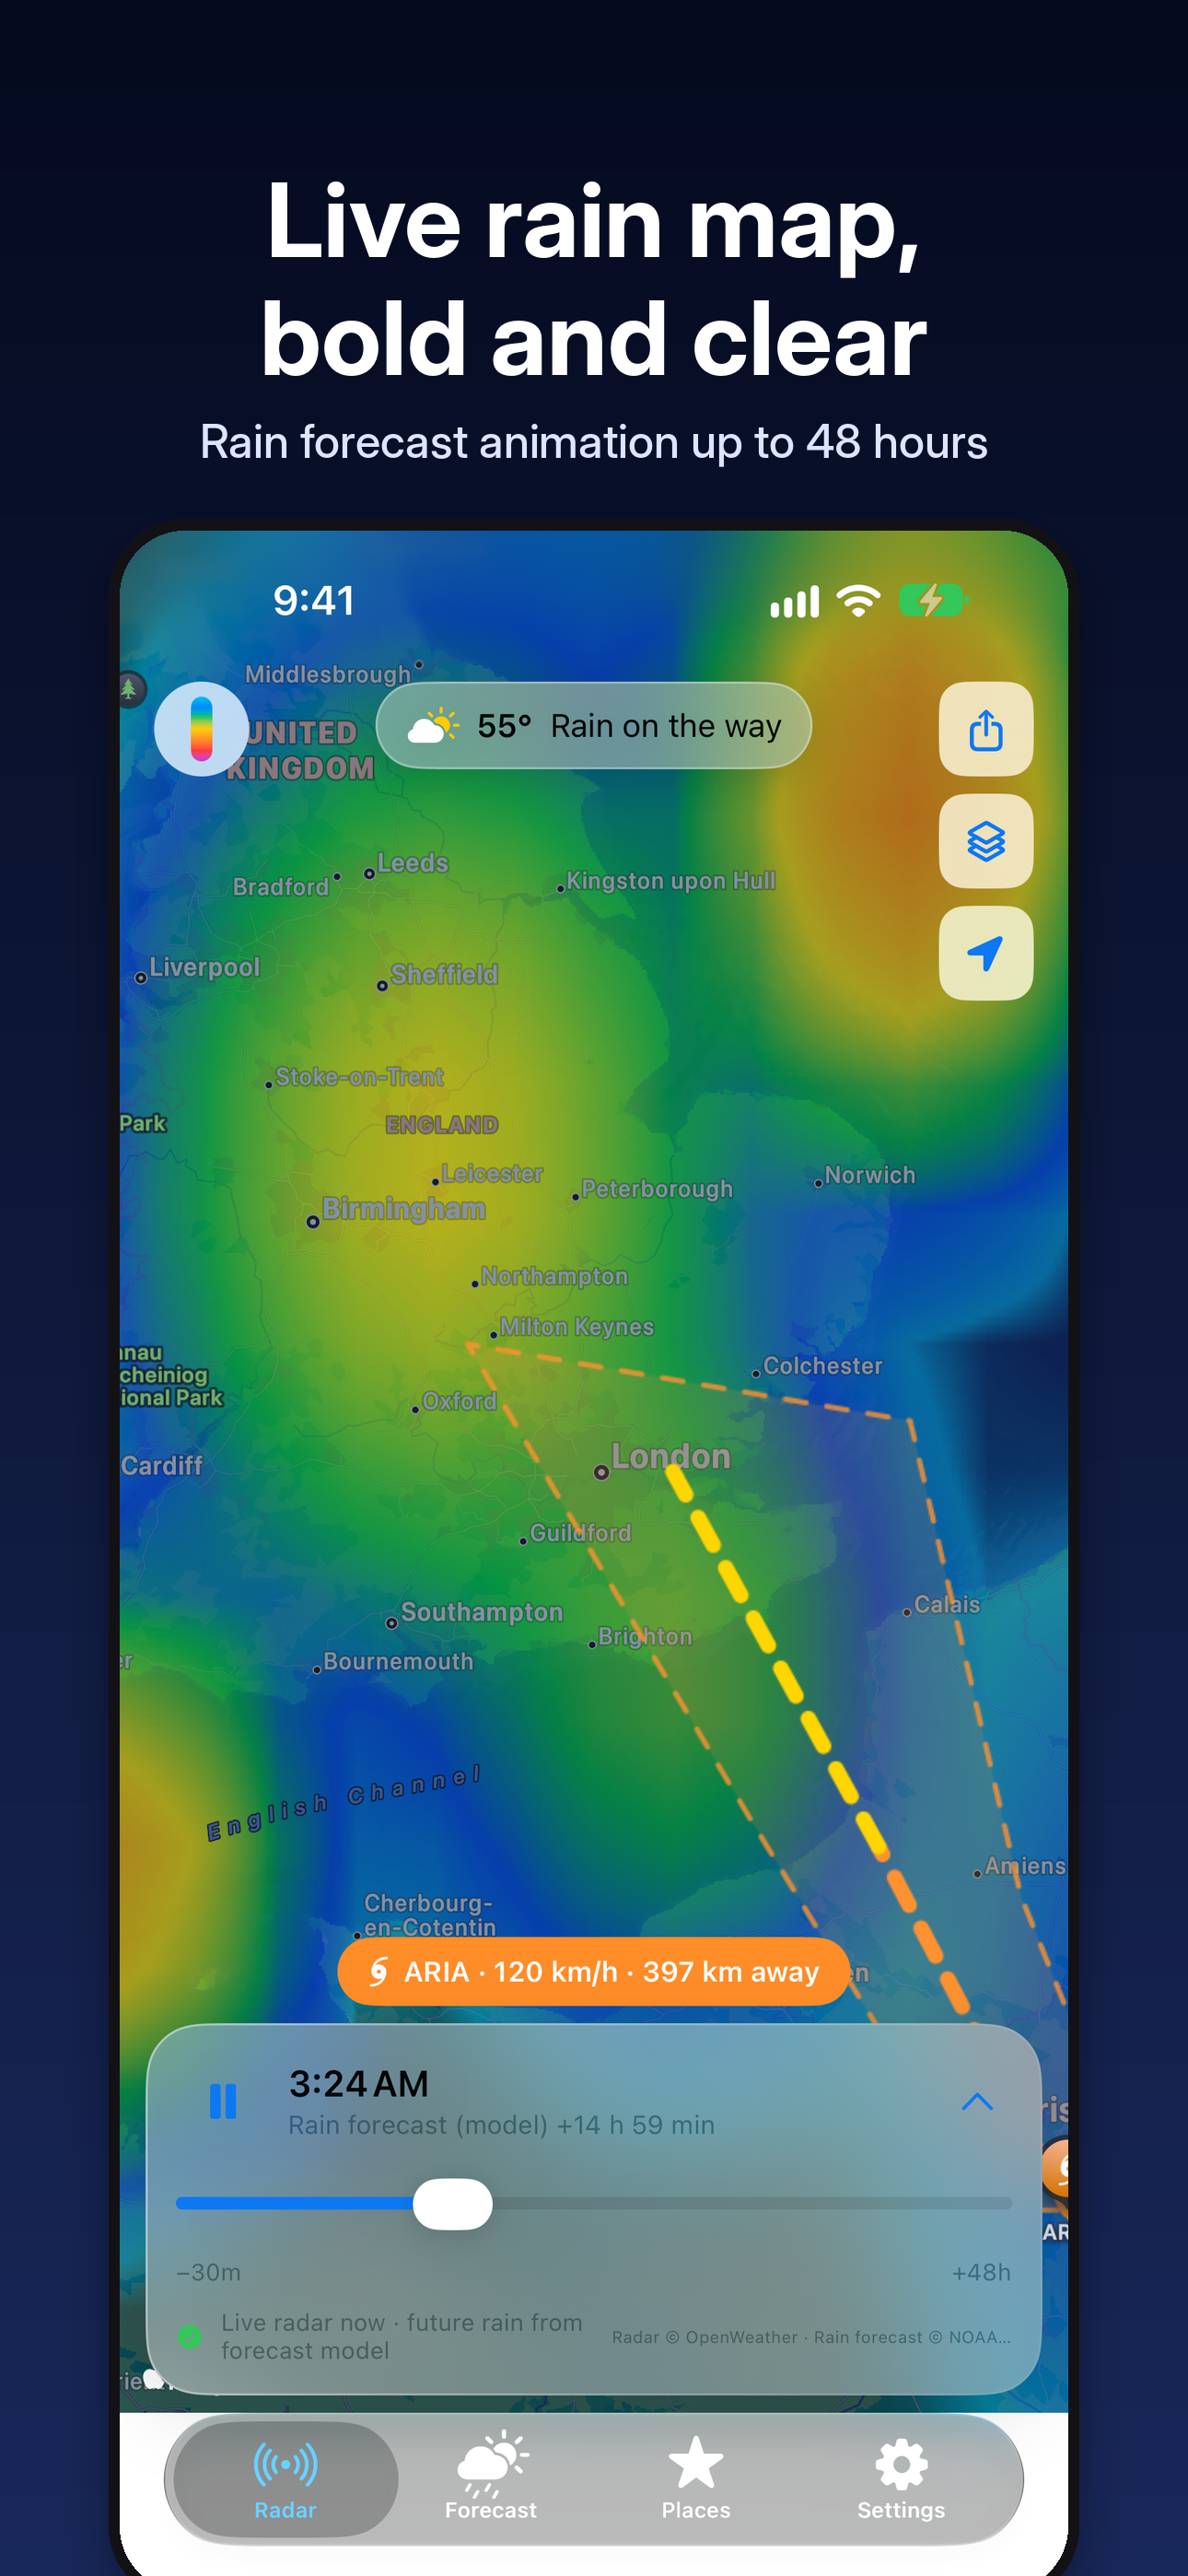 Live rain map,
bold and clear
Rain forecast animation up to 48 hours
9:41
Middlesbrough
UNITED
KINGDOM
55° Rain on the way
Leeds
Bradford
Kingston upon Hull
Liverpool
Sheffield
Stoke-on-Trent
Park
ENGLAND
Leicester
Peterborough
Norwich
Birmingham
Northampton
Milton Keynes
Colchester
Oxford
ional Park
Cardiff
London
Guildford
Calais
Southampton
Brighton
Bournemouth
English Channel
Amiens
Cherbourg-
en-Cotentin
ARIA · 120 km/h · 397 km away
3:24 AM
Rain forecast (model) +14 h 59 min
−30m
+48h
Live radar now · future rain from
forecast model
Radar © OpenWeather · Rain forecast © NOAA...
Radar
Forecast
Places
Settings